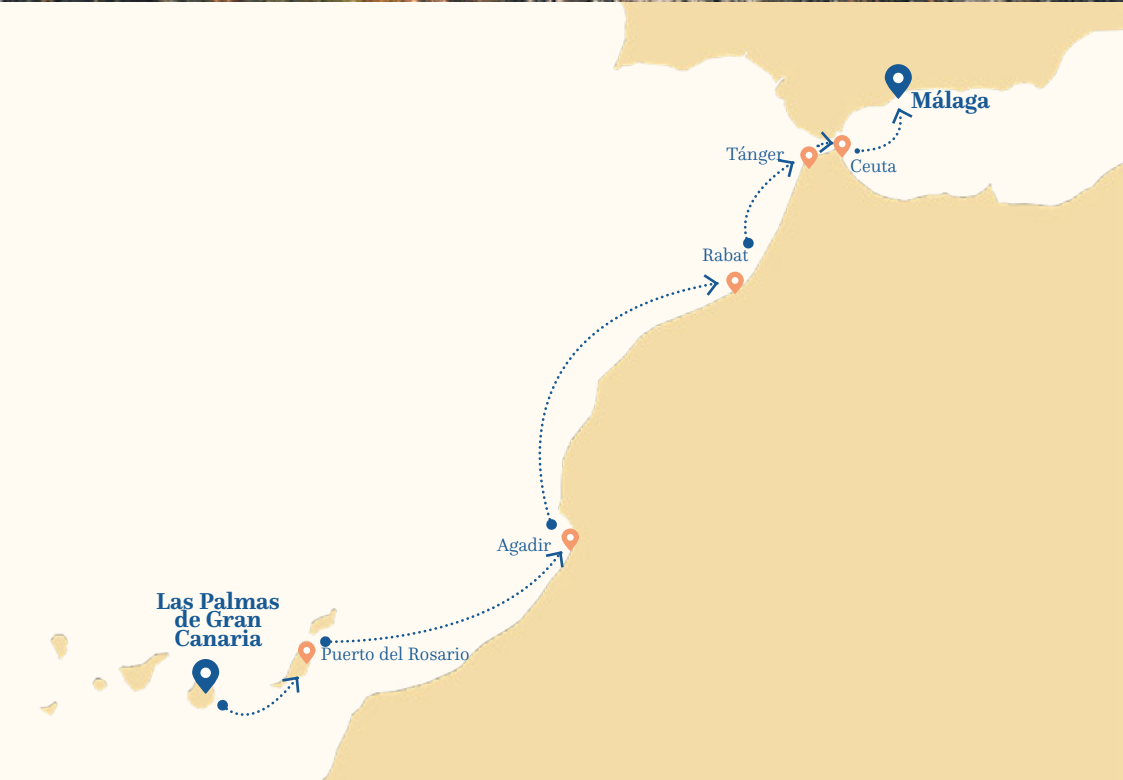 Málaga
Tánger
Ceuta
Rabat
Agadir
Las Palmas
de Gran
Canaria
Puerto del Rosario